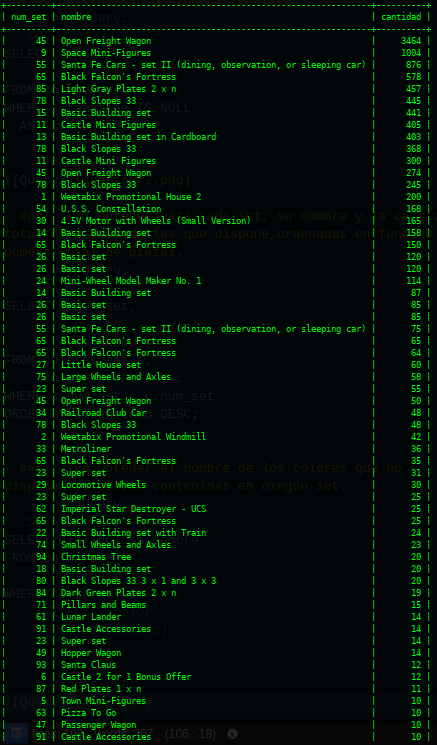 +---------+---------------------------------------------------------------+----------+
| num_set | nombre | cantidad |
+---------+---------------------------------------------------------------+----------+
| 45 | Open Freight Wagon | 3464 |
| 9 | Space Mini-Figures | 1004 |
| 55 | Santa Fe Cars - set II (dining, observation, or sleeping car) | 876 |
| 65 | Black Falcon's Fortress | 578 |
| 85 | Light Gray Plates 2 x n | 457 |
| 78 | Black Slopes 33 | 445 |
| 15 | Basic Building set | 441 |
| 11 | Castle Mini Figures | 405 |
| 13 | Basic Building set in Cardboard | 403 |
| 78 | Black Slopes 33 | 368 |
| 11 | Castle Mini Figures | 300 |
| 45 | Open Freight Wagon | 274 |
| 78 | Black Slopes 33 | 245 |
| 1 | Weetabix Promotional House 2 | 200 |
| 54 | U.S.S. Constellation | 168 |
| 30 | 4.5V Motor with Wheels (Small Version) | 165 |
| 14 | Basic Building set | 158 |
| 65 | Black Falcon's Fortress | 150 |
| 26 | Basic set | 120 |
| 26 | Basic set | 120 |
| 24 | Mini-Wheel Model Maker No. 1 | 114 |
| 14 | Basic Building set | 87 |
| 26 | Basic set | 85 |
| 26 | Basic set | 85 |
| 55 | Santa Fe Cars - set II (dining, observation, or sleeping car) | 75 |
| 65 | Black Falcon's Fortress | 65 |
| 65 | Black Falcon's Fortress | 64 |
| 27 | Little House set | 60 |
| 75 | Large Wheels and Axles | 58 |
| 23 | Super set | 55 |
| 45 | Open Freight Wagon | 50 |
| 34 | Railroad Club Car | 48 |
| 78 | Black Slopes 33 | 48 |
| 2 | Weetabix Promotional Windmill | 42 |
| 33 | Metroliner | 36 |
| 65 | Black Falcon's Fortress | 35 |
| 23 | Super set | 31 |
| 29 | Locomotive Wheels | 30 |
| 23 | Super set | 25 |
| 62 | Imperial Star Destroyer - UCS | 25 |
| 65 | Black Falcon's Fortress | 25 |
| 22 | Basic Building set with Train | 24 |
| 74 | Small Wheels and Axles | 23 |
| 94 | Christmas Tree | 20 |
| 18 | Basic Building set | 20 |
| 80 | Black Slopes 33 3 x 1 and 3 x 3 | 20 |
| 84 | Dark Green Plates 2 x n | 19 |
| 71 | Pillars and Beams | 15 |
| 61 | Lunar Lander | 14 |
| 91 | Castle Accessories | 14 |
| 23 | Super set | 14 |
| 49 | Hopper Wagon | 14 |
| 93 | Santa Claus | 12 |
| 6 | Castle 2 for 1 Bonus Offer | 12 |
| 87 | Red Plates 1 x n | 11 |
| 5 | Town Mini-Figures | 10 |
| 63 | Pizza To Go | 10 |
| 47 | Passenger Wagon | 10 |
| 91 | Castle Accessories | 10 |